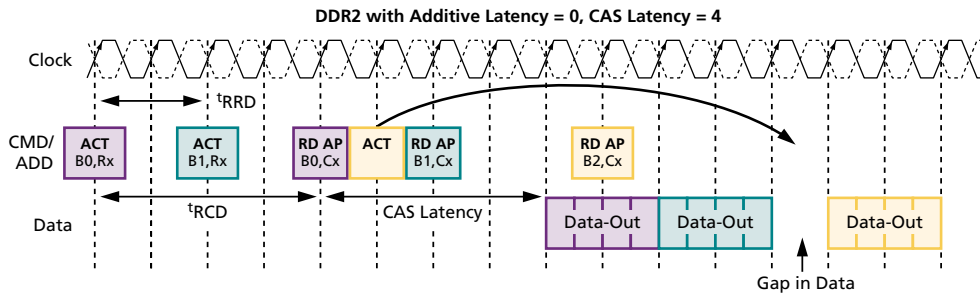 DDR2 with Additive Latency = 0, CAS Latency = 4
Clock
tRRD
CMD/
ADD
ACT
B0,Rx
ACT
B1,Rx
RD AP
B0,Cx
ACT
RD AP
B1,Cx
RD AP
B2,Cx
tRCD
CAS Latency
Data
Data-Out
Data-Out
Data-Out
Gap in Data